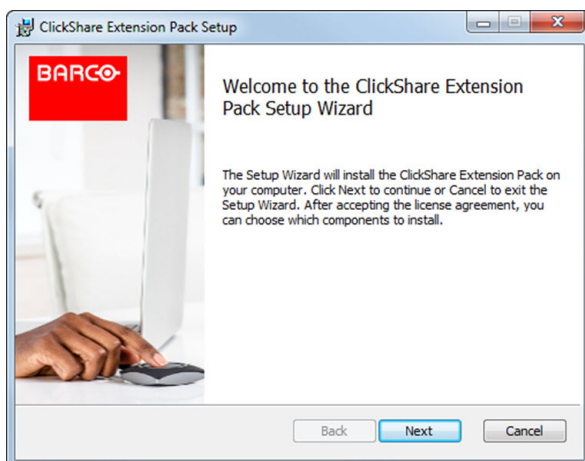 ClickShare Extension Pack Setup
BARCO
Welcome to the ClickShare Extension
Pack Setup Wizard
The Setup Wizard will install the ClickShare Extension Pack on
your computer. Click Next to continue or Cancel to exit the
Setup Wizard. After accepting the license agreement, you
can choose which components to install.
Back Next Cancel